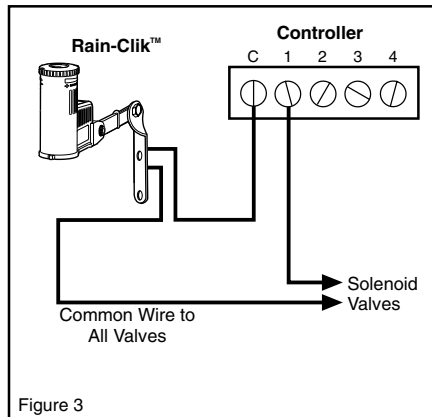 Rain-Clik™
Controller
C 1 2 3 4
Solenoid
Valves
Common Wire to
All Valves
Figure 3